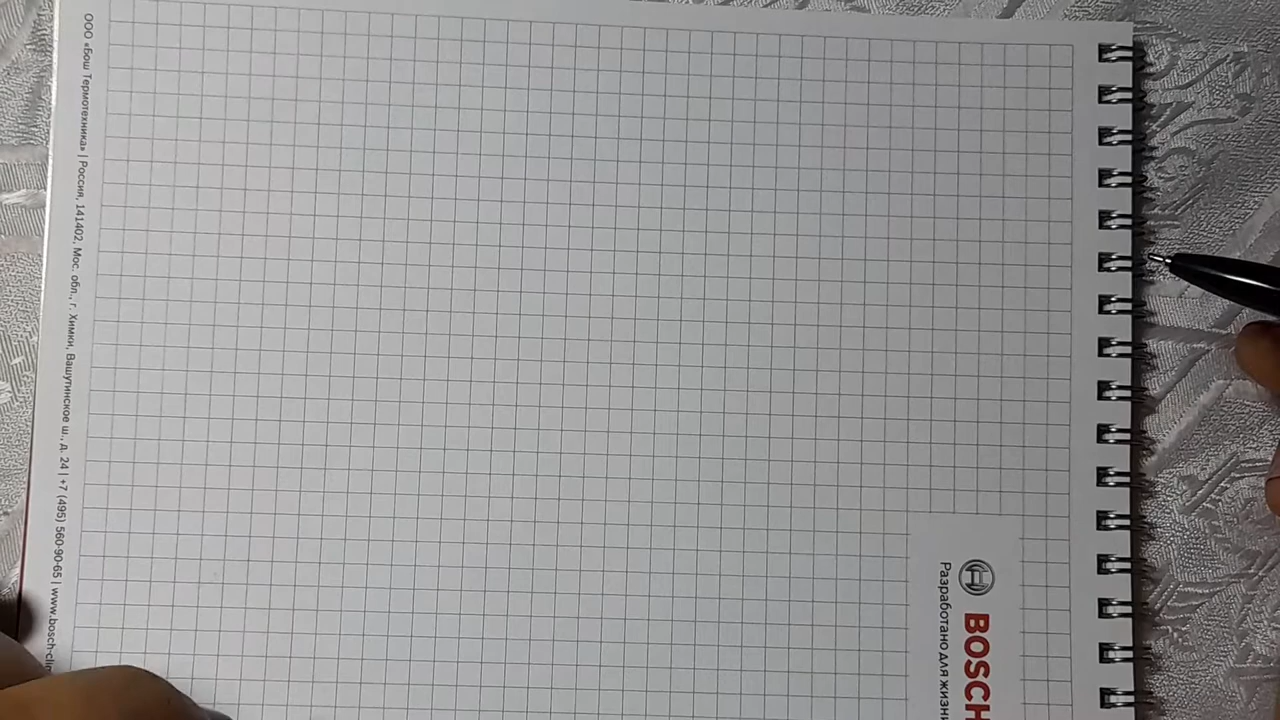 BOSCH
Разработано для жизни
ООО «Бош Термотехника» | Россия, 141402, Мос. обл., г. Химки, Вашутинское ш., д. 24 | +7 (495) 560-90-65 | www.bosch-clim